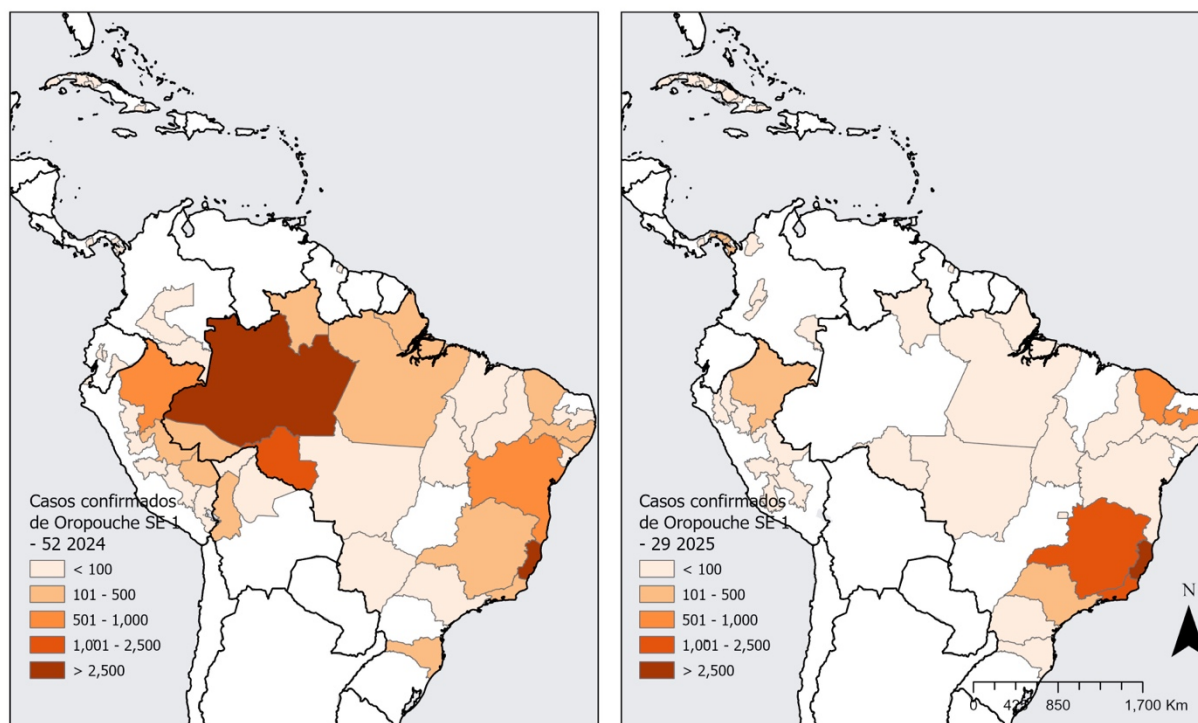 Casos confirmados
de Oropouche SE 1
- 52 2024
< 100
101 - 500
501 - 1,000
1,001 - 2,500
> 2,500
Casos confirmados
de Oropouche SE 1
- 29 2025
< 100
101 - 500
501 - 1,000
1,001 - 2,500
> 2,500
N
0 425 850 1,700 Km